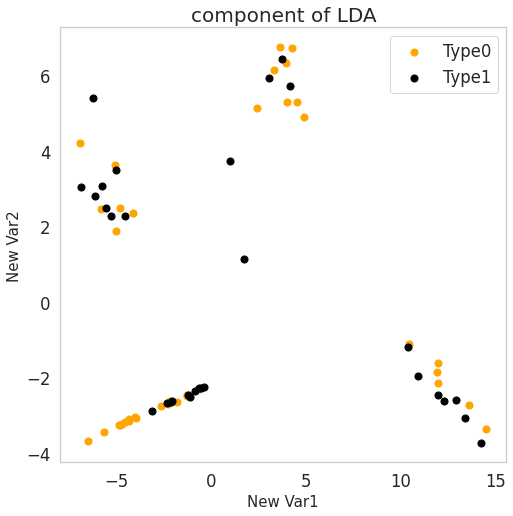 component of LDA
Type0
Type1
New Var2
6
4
2
0
−2
−4
−5
0
5
10
15
New Var1